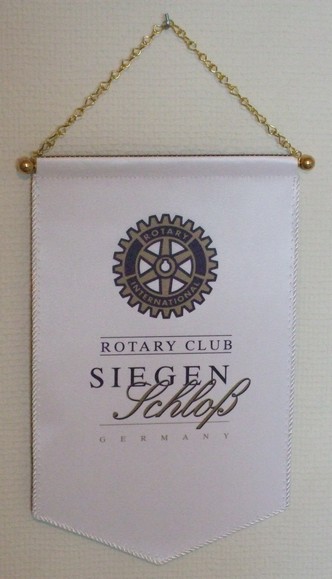 ROTARY
INTERNATIONAL
ROTARY CLUB
SIEGEN
Schloß
GERMANY